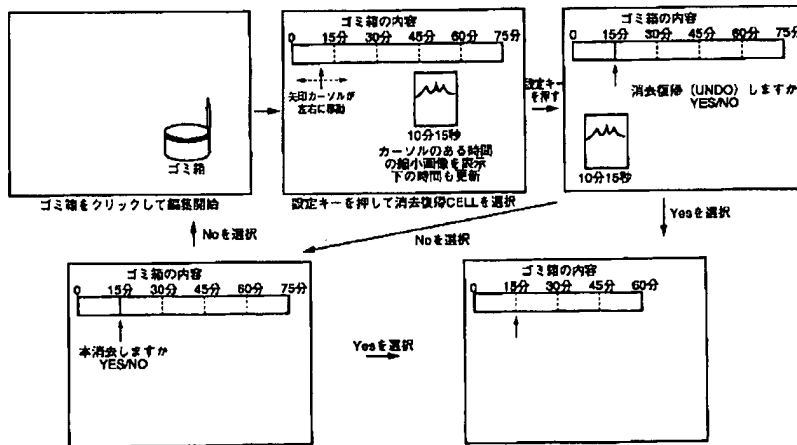 ゴミ箱
ゴミ箱をクリックして編集開始
ゴミ箱の内容
0 15分 30分 45分 60分 75分
矢印カーソルが
左右に移動
10分15秒
カーソルのある時間
の縮小画像を表示
下の時間も更新
設定キーを押して消去復帰CELLを選択
設定キー
を押す
ゴミ箱の内容
0 15分 30分 45分 60分 75分
消去復帰（UNDO）しますか
YES/NO
10分15秒
Noを選択
Noを選択
Yesを選択
ゴミ箱の内容
0 15分 30分 45分 60分 75分
本消去しますか
YES/NO
Yesを選択
ゴミ箱の内容
0 15分 30分 45分 60分